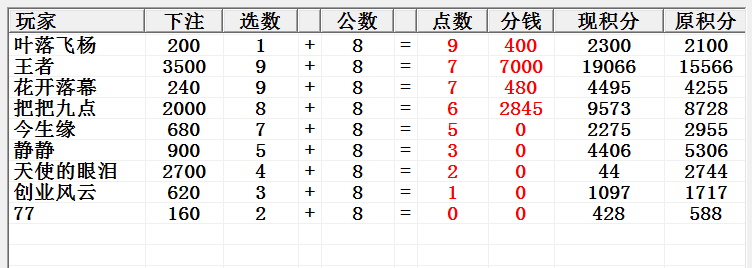 玩家 下注 选数 公数 点数 分钱 现积分 原积分
叶落飞杨 200 1 + 8 = 9 400 2300 2100
王者 3500 9 + 8 = 7 7000 19066 15566
花开落幕 240 9 + 8 = 7 480 4495 4255
把把九点 2000 8 + 8 = 6 2845 9573 8728
今生缘 680 7 + 8 = 5 0 2275 2955
静静 900 5 + 8 = 3 0 4406 5306
天使的眼泪 2700 4 + 8 = 2 0 44 2744
创业风云 620 3 + 8 = 1 0 1097 1717
77 160 2 + 8 = 0 0 428 588